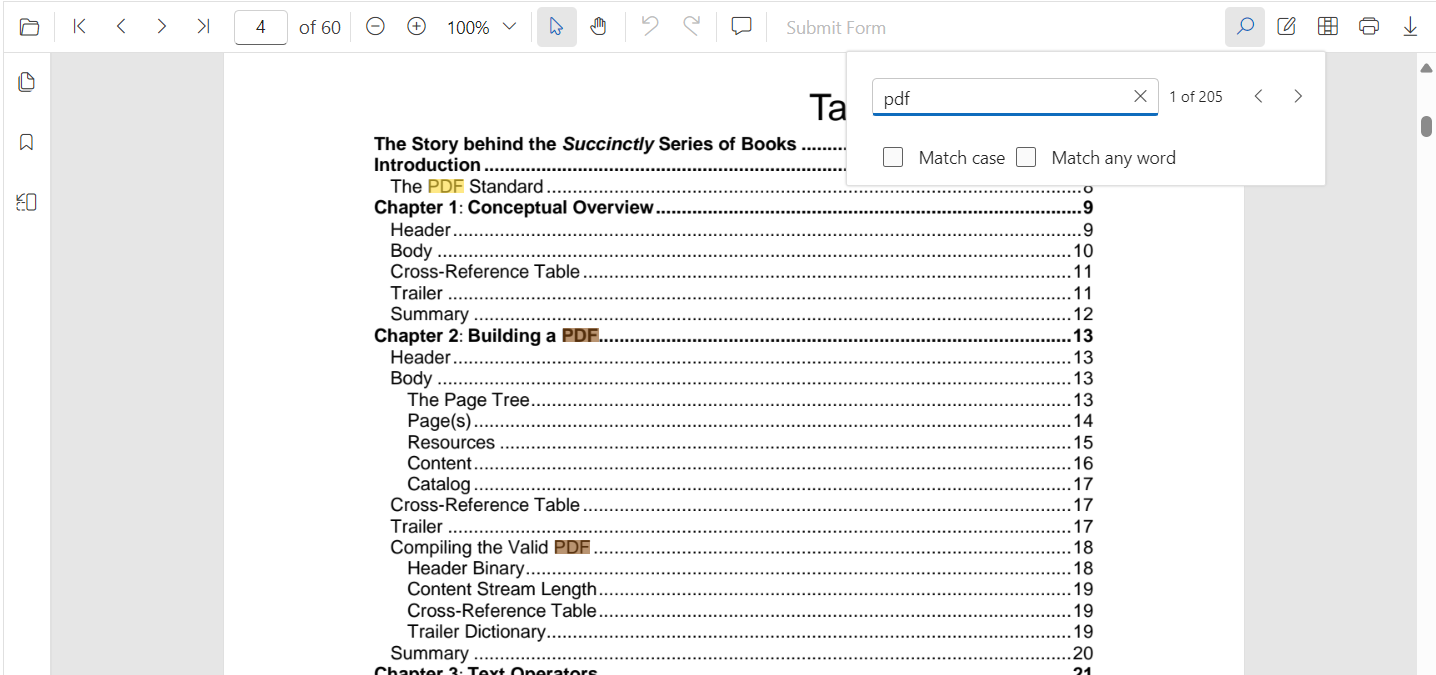 4 of 60 100% Submit Form
pdf 1 of 205
Match case Match any word
Ta
The Story behind the Succinctly Series of Books ........
Introduction ........................................................................
The PDF Standard ........................................................................ 8
Chapter 1: Conceptual Overview ........................................................................ 9
Header ........................................................................ 9
Body ........................................................................ 10
Cross-Reference Table ........................................................................ 11
Trailer ........................................................................ 11
Summary ........................................................................ 12
Chapter 2: Building a PDF ........................................................................ 13
Header ........................................................................ 13
Body ........................................................................ 13
The Page Tree ........................................................................ 13
Page(s) ........................................................................ 14
Resources ........................................................................ 15
Content ........................................................................ 16
Catalog ........................................................................ 17
Cross-Reference Table ........................................................................ 17
Trailer ........................................................................ 17
Compiling the Valid PDF ........................................................................ 18
Header Binary ........................................................................ 18
Content Stream Length ........................................................................ 19
Cross-Reference Table ........................................................................ 19
Trailer Dictionary ........................................................................ 19
Summary ........................................................................ 20
Chapter 3: Text Operators ........................................................................ 21